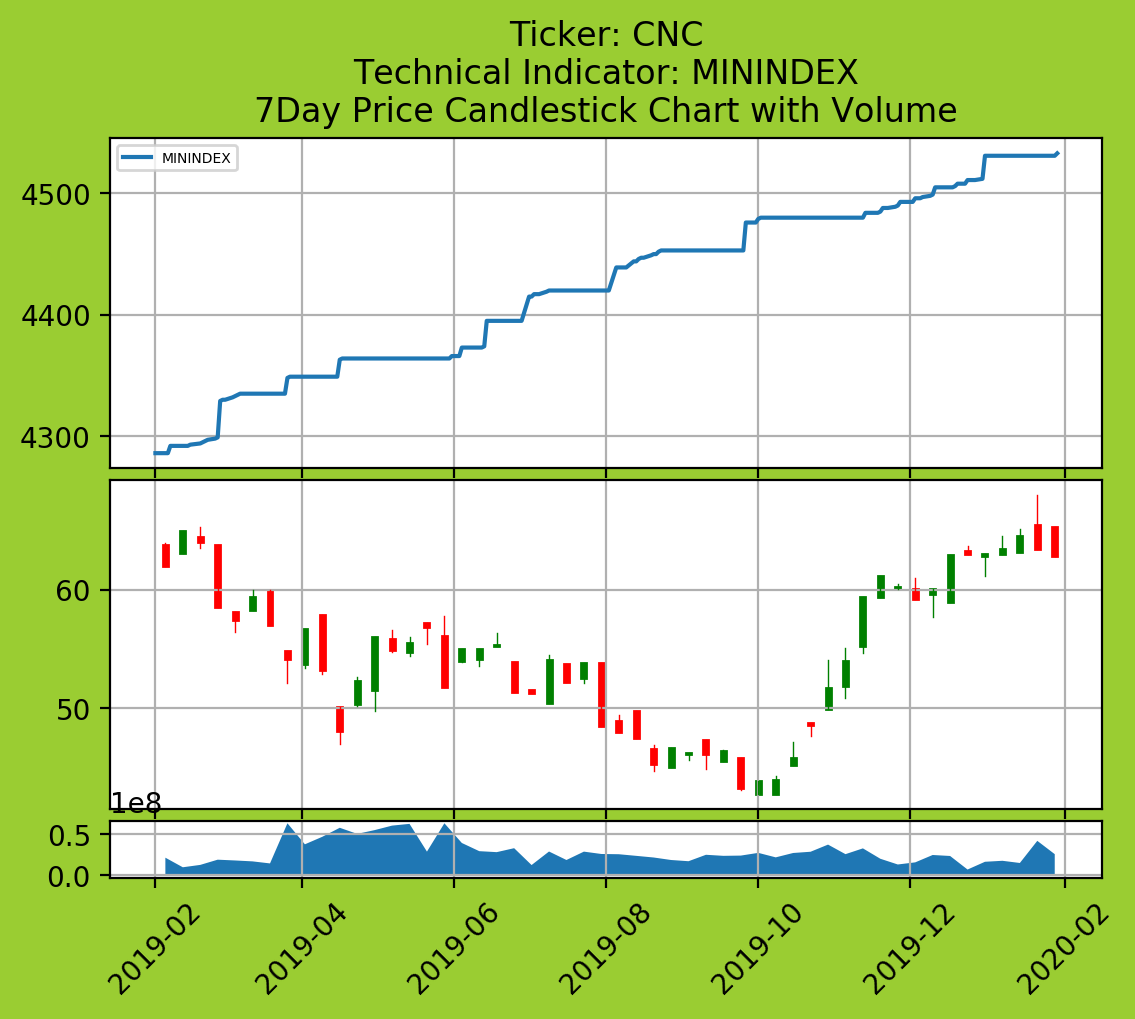 Ticker: CNC
Technical Indicator: MININDEX
7Day Price Candlestick Chart with Volume
MININDEX
4500
4400
4300
60
50
1e8
0.5
0.0
2019-02
2019-04
2019-06
2019-08
2019-10
2019-12
2020-02